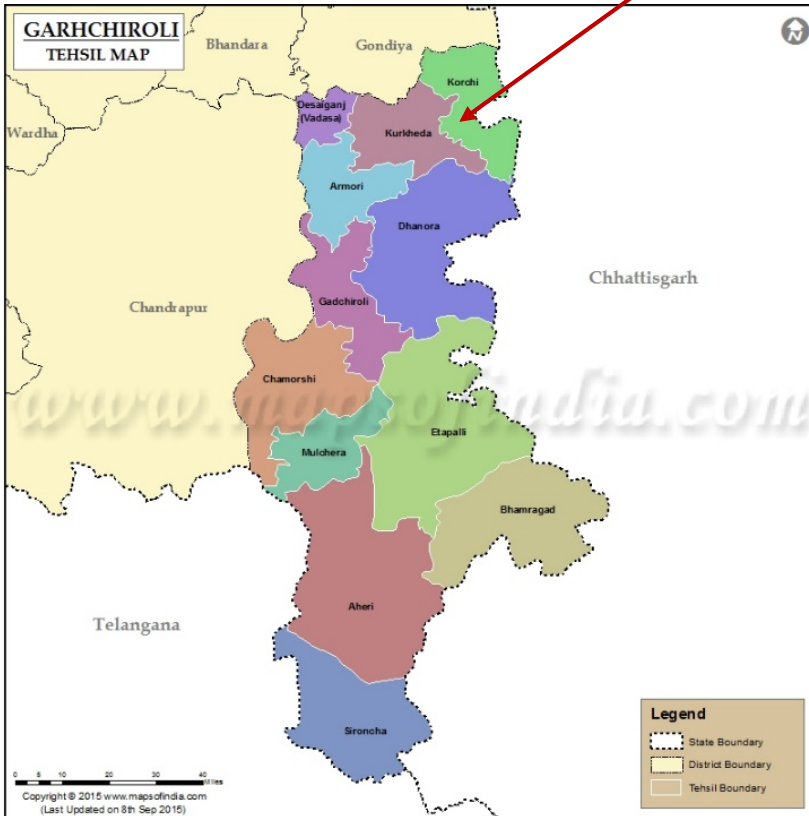 GARHCHIROLI
TEHSIL MAP
Bhandara
Gondiya
N
Korchi
Desaiganj
(Vadasa)
Wardha
Kurkheda
Armori
Dhanora
Chhattisgarh
Gadchiroli
Chandrapur
Chamorshi
www.mapsofindia.com
Etapalli
Mulchera
Bhamragad
Aheri
Telangana
Sironcha
Legend
State Boundary
District Boundary
Tehsil Boundary
0 5 10 20 30 40
Miles
Copyright © 2015 www.mapsofindia.com
(Last Updated on 8th Sep 2015)